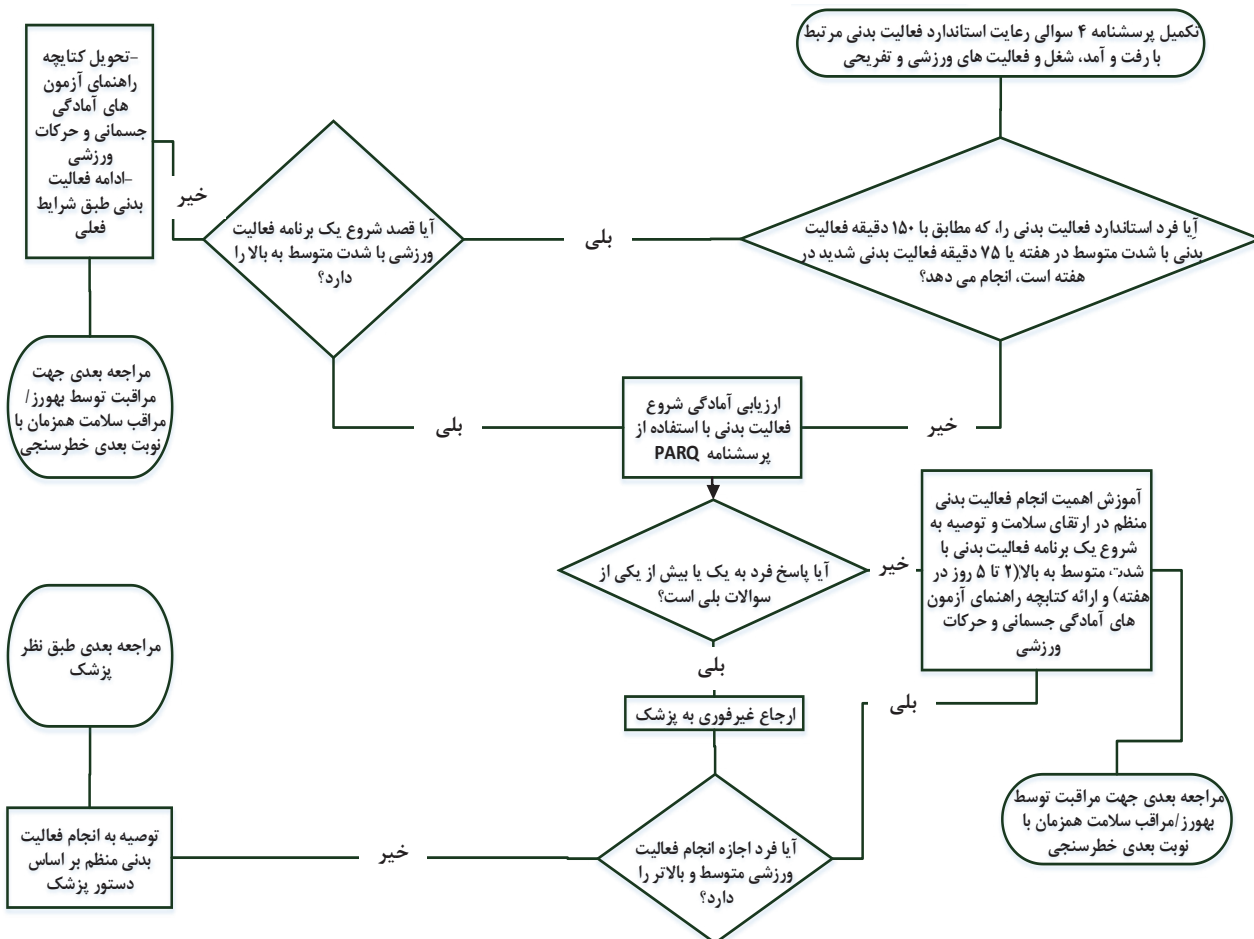 تکمیل پرسشنامه ۴ سوالی رعایت استاندارد فعالیت بدنی مرتبط
با رفت و آمد، شغل و فعالیت های ورزشی و تفریحی
آیا فرد استاندارد فعالیت بدنی را، که مطابق با ۱۵۰ دقیقه فعالیت
بدنی با شدت متوسط در هفته یا ۷۵ دقیقه فعالیت بدنی شدید در
هفته است، انجام می دهد؟
بلی
آیا قصد شروع یک برنامه فعالیت
ورزشی با شدت متوسط به بالا را
دارد؟
خیر
-تحویل کتابچه
راهنمای آزمون
های آمادگی
جسمانی و حرکات
ورزشی
-ادامه فعالیت
بدنی طبق شرایط
فعلی
مراجعه بعدی جهت
مراقبت توسط بهورز/
مراقب سلامت همزمان با
نوبت بعدی خطرسنجی
خیر
ارزیابی آمادگی شروع
فعالیت بدنی با استفاده از
پرسشنامه PARQ
بلی
آیا پاسخ فرد به یک یا بیش از یکی از
سوالات بلی است؟
خیر
آموزش اهمیت انجام فعالیت بدنی
منظم در ارتقای سلامت و توصیه به
شروع یک برنامه فعالیت بدنی با
شدت متوسط به بالا(۲ تا ۵ روز در
هفته) و ارائه کتابچه راهنمای آزمون
های آمادگی جسمانی و حرکات
ورزشی
بلی
ارجاع غیرفوری به پزشک
بلی
مراجعه بعدی جهت مراقبت توسط
بهورز/مراقب سلامت همزمان با
نوبت بعدی خطرسنجی
آیا فرد اجازه انجام فعالیت
ورزشی متوسط و بالاتر را
دارد؟
خیر
توصیه به انجام فعالیت
بدنی منظم بر اساس
دستور پزشک
مراجعه بعدی طبق نظر
پزشک